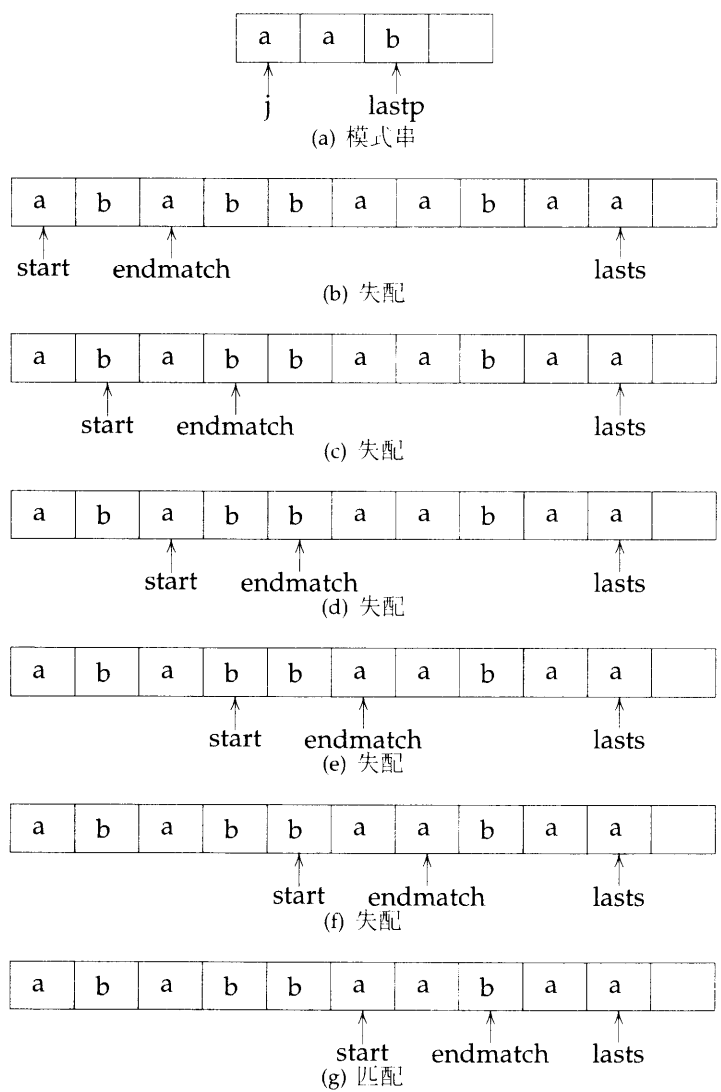 a a b
j lastp
(a) 模式串
a b a b b a a b a a
start endmatch lasts
(b) 失配
a b a b b a a b a a
start endmatch lasts
(c) 失配
a b a b b a a b a a
start endmatch lasts
(d) 失配
a b a b b a a b a a
start endmatch lasts
(e) 失配
a b a b b a a b a a
start endmatch lasts
(f) 失配
a b a b b a a b a a
start endmatch lasts
(g) 匹配